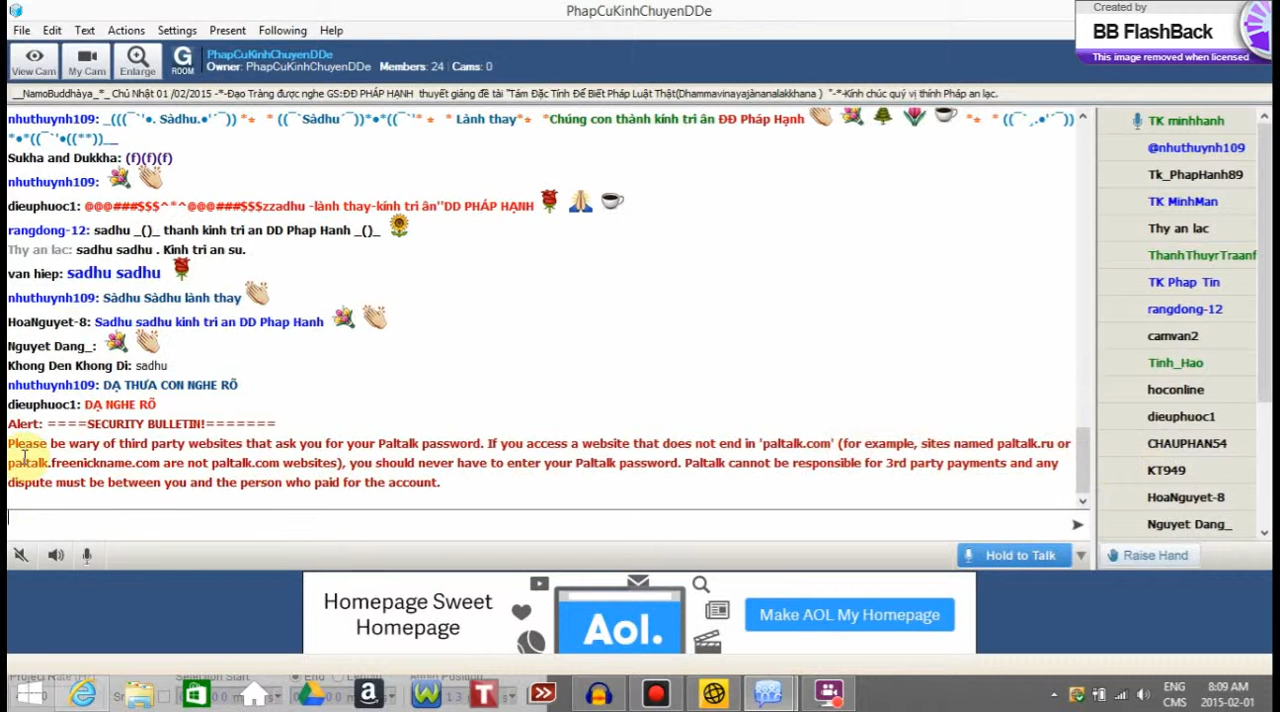 PhapCuKinhChuyenDDe
Created by
BB FlashBack
This image removed when licensed
File Edit Text Actions Settings Present Following Help
View Cam My Cam Enlarge G ROOM
PhapCuKinhChuyenDDe
Owner: PhapCuKinhChuyenDDe Members: 24 Cams: 0
__NamoBuddhàya_*_ Chủ Nhật 01 /02/2015 -*-Đạo Tràng được nghe GS:ĐĐ PHÁP HẠNH thuyết giảng đề tài "Tám Đặc Tính Để Biết Pháp Luật Thật(Dhammavinayajànanalakkhana ) "-*-Kính chúc quý vị thính Pháp an lạc.
nhuthuynh109: _(((¯`'•. Sàdhu.•'´¯)) *★ * ((¯`Sàdhu´¯))*•*((¯`* * * Lành thay*★ *Chúng con thành kính tri ân ĐĐ Pháp Hạnh *★ * ((¯`¸.•'´¯))
*•*((¯`'•((**))__
Sukha and Dukkha: (f)(f)(f)
nhuthuynh109:
dieuphuoc1: @@@###$$$^*^@@@###$$$zzadhu -lành thay-kính tri ân''DD PHÁP HẠNH
rangdong-12: sadhu _()_ thanh kinh tri an DD Phap Hanh _()_
Thy an lac: sadhu sadhu . Kinh tri an su.
van hiep: sadhu sadhu
nhuthuynh109: Sàdhu Sàdhu lành thay
HoaNguyet-8: Sadhu sadhu kinh tri an DD Phap Hanh
Nguyet Dang_:
Khong Den Khong Di: sadhu
nhuthuynh109: DẠ THƯA CON NGHE RÕ
dieuphuoc1: DẠ NGHE RÕ
Alert: ====SECURITY BULLETIN!=======
Please be wary of third party websites that ask you for your Paltalk password. If you access a website that does not end in 'paltalk.com' (for example, sites named paltalk.ru or
paltalk.freenickname.com are not paltalk.com websites), you should never have to enter your Paltalk password. Paltalk cannot be responsible for 3rd party payments and any
dispute must be between you and the person who paid for the account.
TK minhhanh
@nhuthuynh109
Tk_PhapHanh89
TK MinhMan
Thy an lac
ThanhThuyrTraanf
TK Phap Tin
rangdong-12
camvan2
Tinh_Hao
hoconline
dieuphuoc1
CHAUPHAN54
KT949
HoaNguyet-8
Nguyet Dang_
Hold to Talk
Raise Hand
Homepage Sweet
Homepage
Aol.
Make AOL My Homepage
ENG 8:09 AM
CMS 2015-02-01